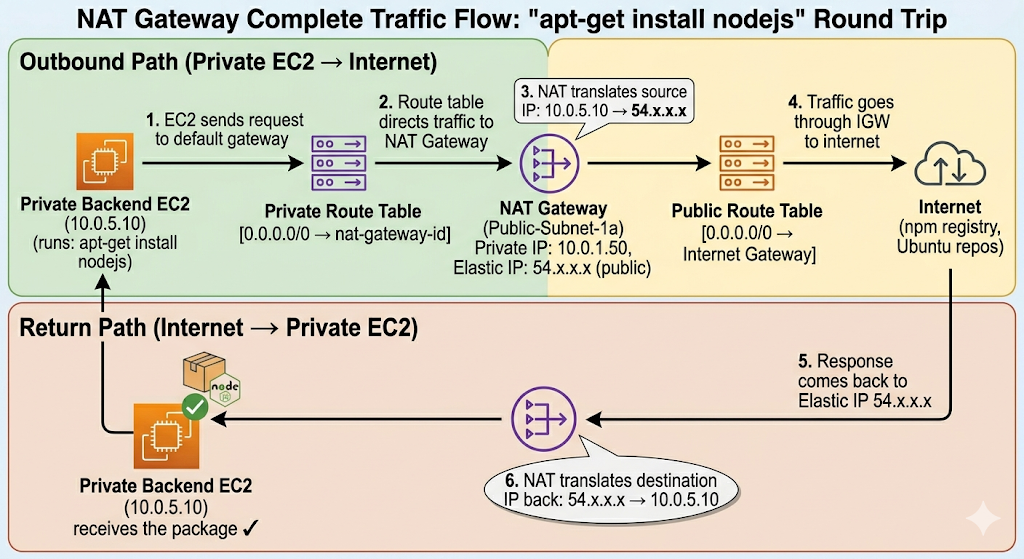 NAT Gateway Complete Traffic Flow: "apt-get install nodejs" Round Trip
Outbound Path (Private EC2 → Internet)
1. EC2 sends request
to default gateway
2. Route table
directs traffic to
NAT Gateway
3. NAT translates source
IP: 10.0.5.10 → 54.x.x.x
4. Traffic goes
through IGW
to internet
Private Backend EC2
(10.0.5.10)
(runs: apt-get install
nodejs)
Private Route Table
[0.0.0.0/0 → nat-gateway-id]
NAT Gateway
(Public-Subnet-1a)
Private IP: 10.0.1.50,
Elastic IP: 54.x.x.x (public)
Public Route Table
[0.0.0.0/0 →
Internet Gateway]
Internet
(npm registry,
Ubuntu repos)
Return Path (Internet → Private EC2)
node
JS
5. Response
comes back to
Elastic IP 54.x.x.x
6. NAT translates destination
IP back: 54.x.x.x → 10.0.5.10
Private Backend EC2
(10.0.5.10)
receives the package ✓